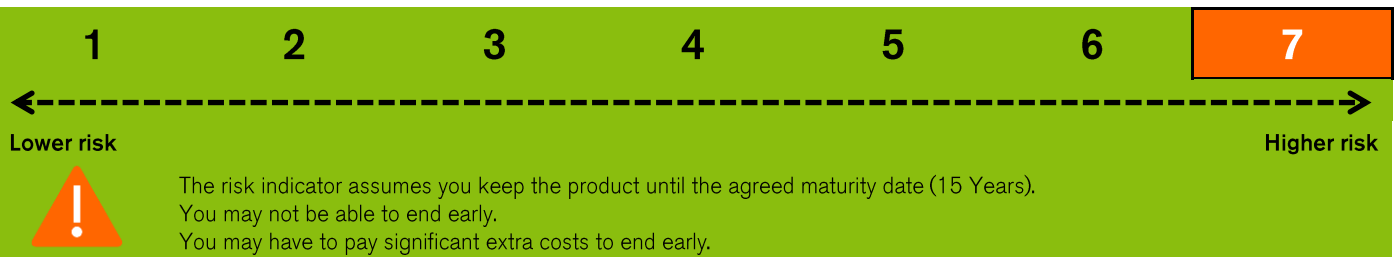 1 2 3 4 5 6 7
Lower risk Higher risk
The risk indicator assumes you keep the product until the agreed maturity date (15 Years).
You may not be able to end early.
You may have to pay significant extra costs to end early.